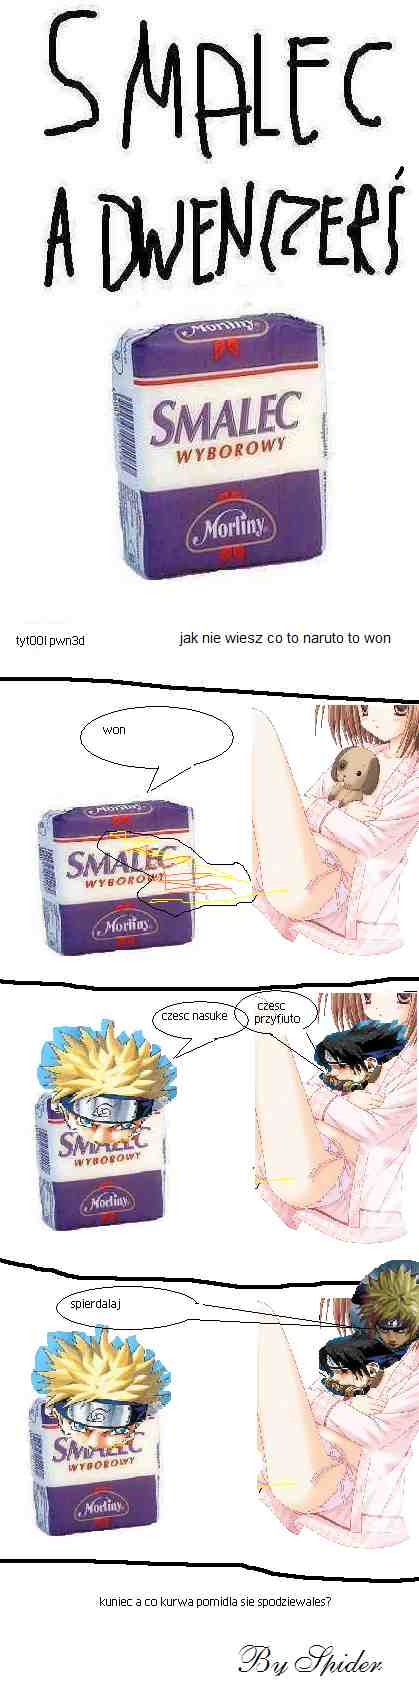 SMALEC
A DWENCZERŚ
Morliny
SMALEC
WYBOROWY
Morliny
tyt00l pwn3d
jak nie wiesz co to naruto to won
won
Morliny
SMALEC
WYBOROWY
Morliny
czesc nasuke
czesc
przyfiuto
SMALEC
WYBOROWY
Morliny
spierdalaj
SMALEC
WYBOROWY
Morliny
kuniec a co kurwa pomidla sie spodziewales?
By Spider